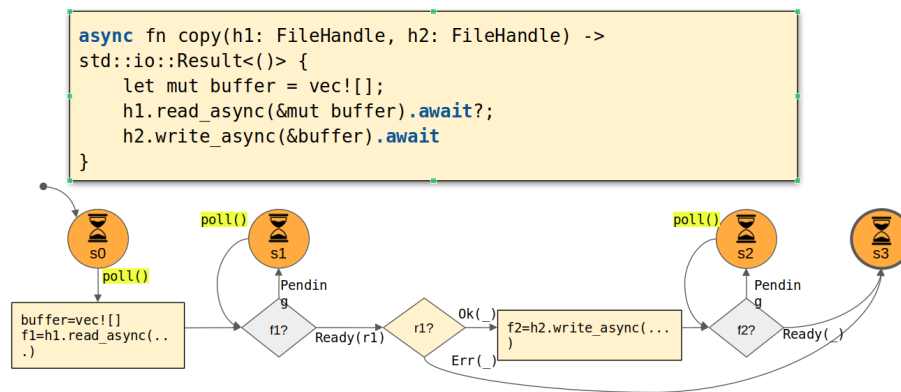 async fn copy(h1: FileHandle, h2: FileHandle) ->
std::io::Result<()> {
    let mut buffer = vec![];
    h1.read_async(&mut buffer).await?;
    h2.write_async(&buffer).await
}
s0
poll()
buffer=vec![]
f1=h1.read_async(..
.)
poll()
s1
Pendin
g
f1?
Ready(r1)
r1?
Ok(_)
Err(_)
f2=h2.write_async(...
)
poll()
s2
Pendin
g
f2?
Ready(_)
s3